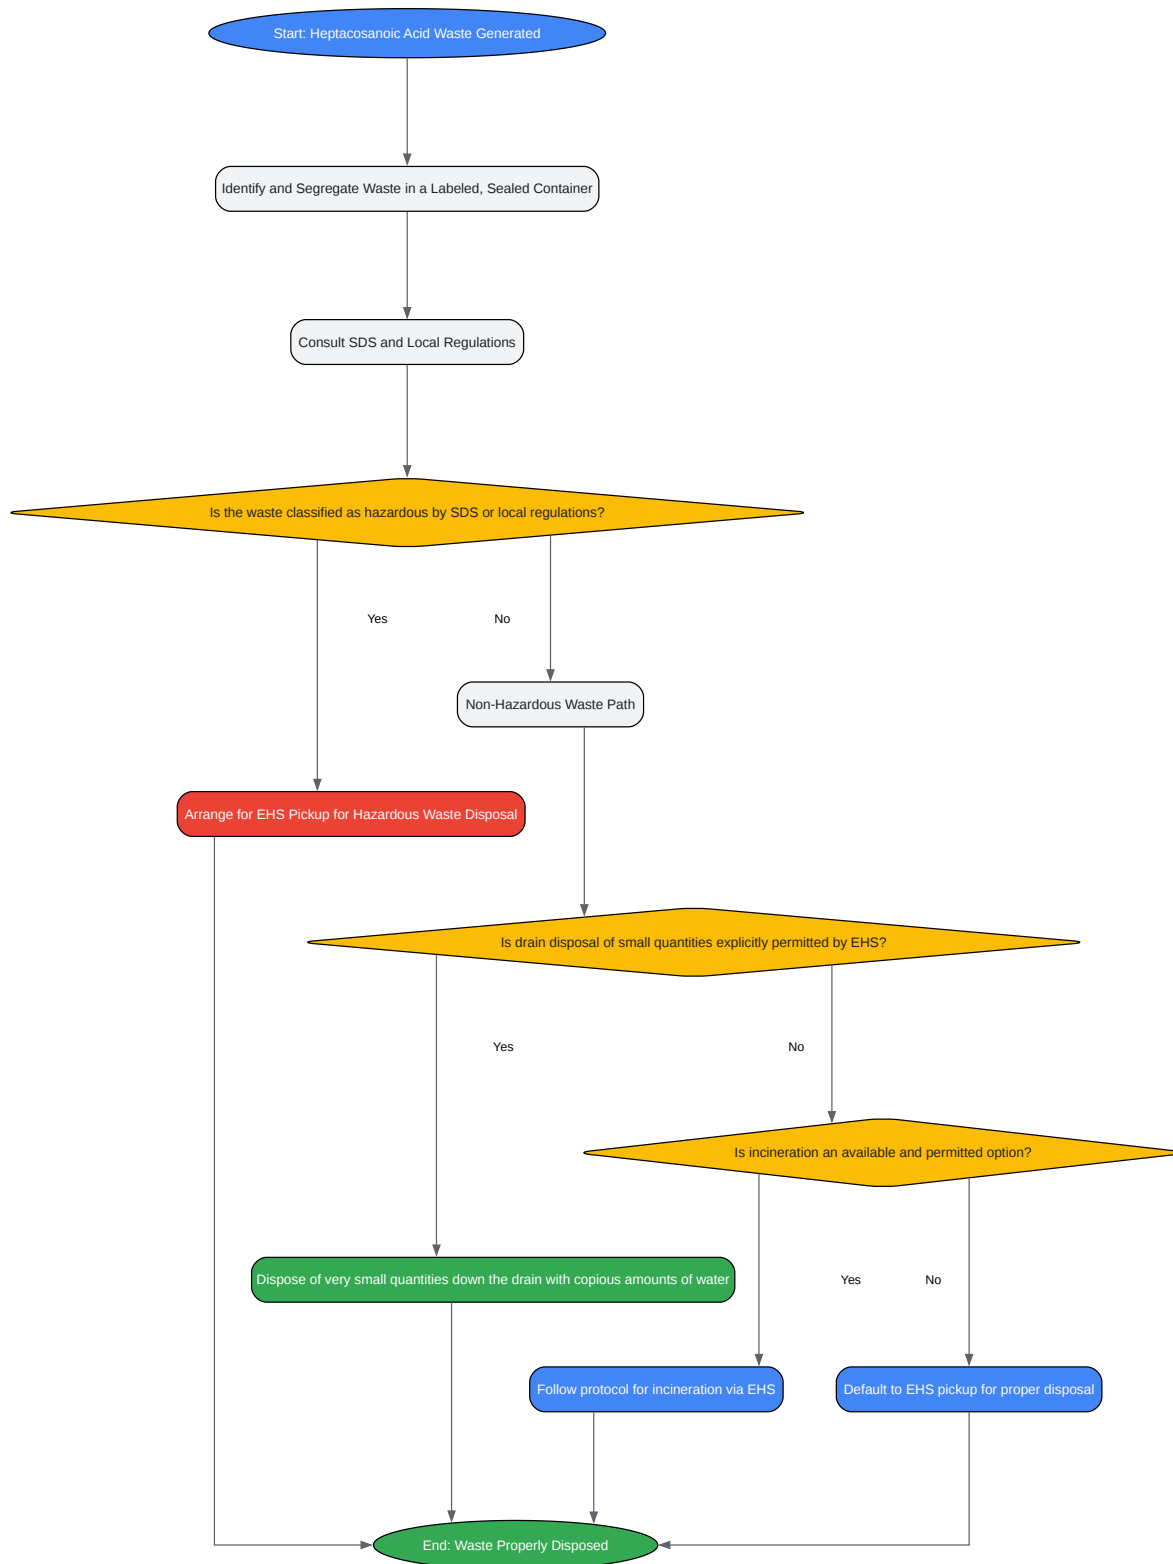 Start: Heptacosanoic Acid Waste Generated
Identify and Segregate Waste in a Labeled, Sealed Container
Consult SDS and Local Regulations
Is the waste classified as hazardous by SDS or local regulations?
Yes
No
Non-Hazardous Waste Path
Arrange for EHS Pickup for Hazardous Waste Disposal
Is drain disposal of small quantities explicitly permitted by EHS?
Yes
No
Is incineration an available and permitted option?
Dispose of very small quantities down the drain with copious amounts of water
Yes
No
Follow protocol for incineration via EHS
Default to EHS pickup for proper disposal
End: Waste Properly Disposed